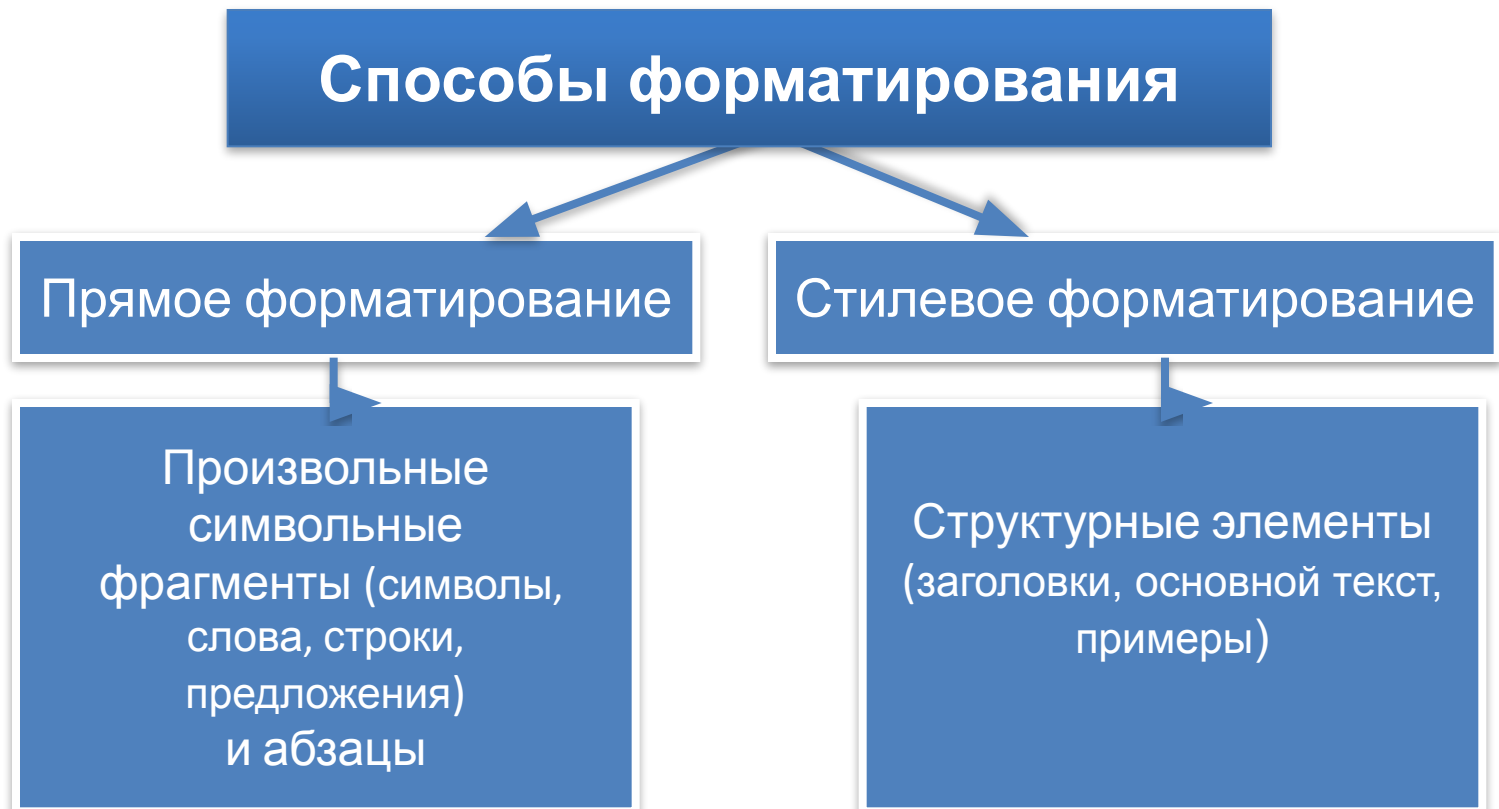 Способы форматирования
Прямое форматирование
Стилевое форматирование
Произвольные
символьные
фрагменты (символы,
слова, строки,
предложения)
и абзацы
Структурные элементы
(заголовки, основной текст,
примеры)